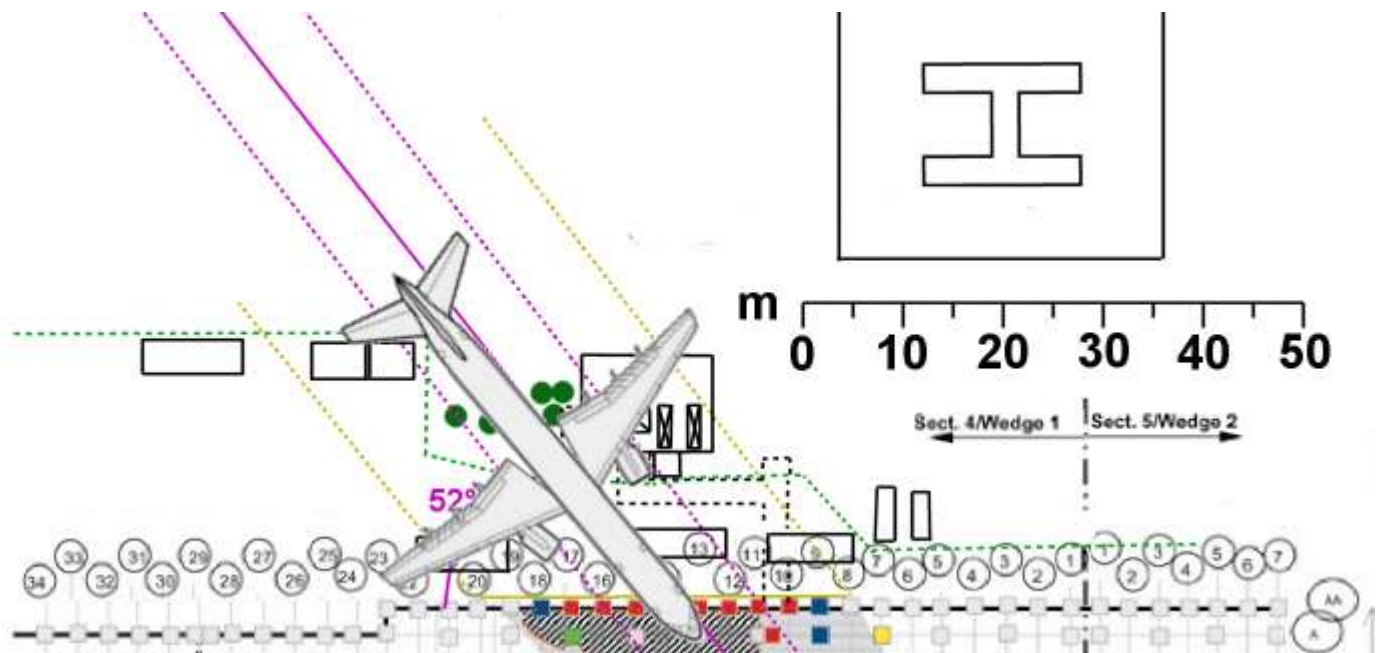 H
m
0 10 20 30 40 50
Sect. 4/Wedge 1 Sect. 5/Wedge 2
52°
33 31 29 27 25 23 19 17 13 11 9 7 5 3 1 1 3 5 7
34 32 30 28 26 24 20 18 16 12 10 8 6 4 2 2 4 6
AA
A